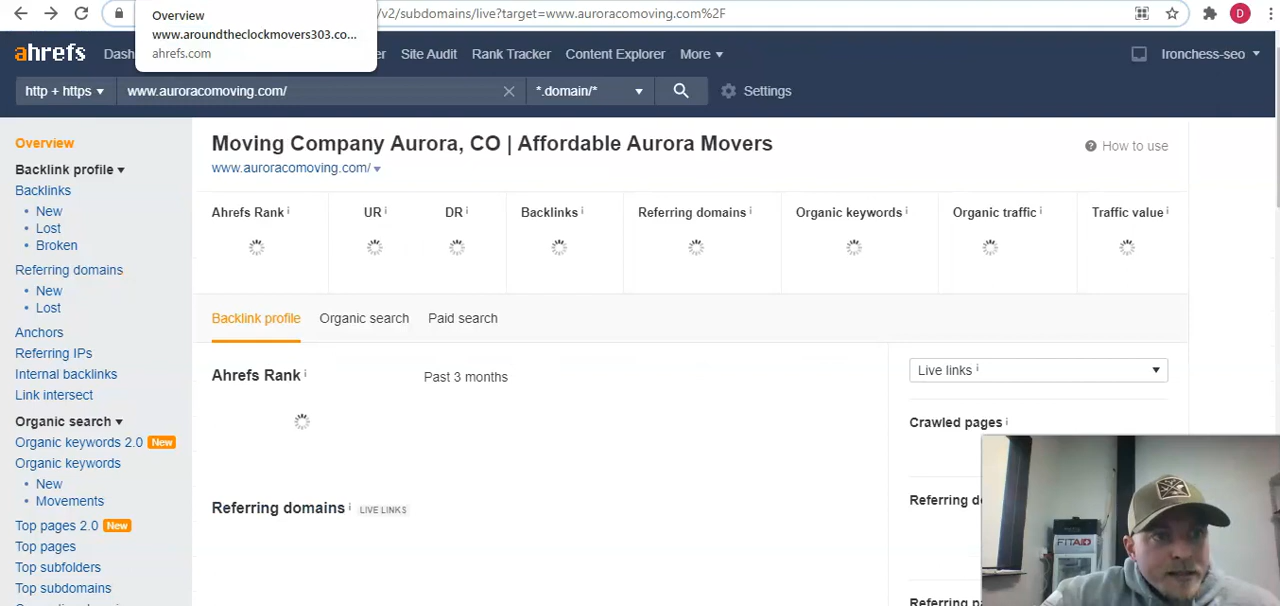 Overview
www.aroundtheclockmovers303.co...
ahrefs.com
/v2/subdomains/live?target=www.auroracomoving.com%2F
D
ahrefs
Dash
Site Audit
Rank Tracker
Content Explorer
More
Ironchess-seo
http + https
www.auroracomoving.com/
*.domain/*
Settings
Overview
Backlink profile
Backlinks
• New
• Lost
• Broken
Referring domains
• New
• Lost
Anchors
Referring IPs
Internal backlinks
Link intersect
Organic search
Organic keywords 2.0 New
Organic keywords
• New
• Movements
Top pages 2.0 New
Top pages
Top subfolders
Top subdomains
Moving Company Aurora, CO | Affordable Aurora Movers
www.auroracomoving.com/
? How to use
Ahrefs Rank i
UR i
DR i
Backlinks i
Referring domains i
Organic keywords i
Organic traffic i
Traffic value i
Backlink profile
Organic search
Paid search
Ahrefs Rank i
Past 3 months
Referring domains i LIVE LINKS
Live links i
Crawled pages i
Referring d
Referring p
FITAID